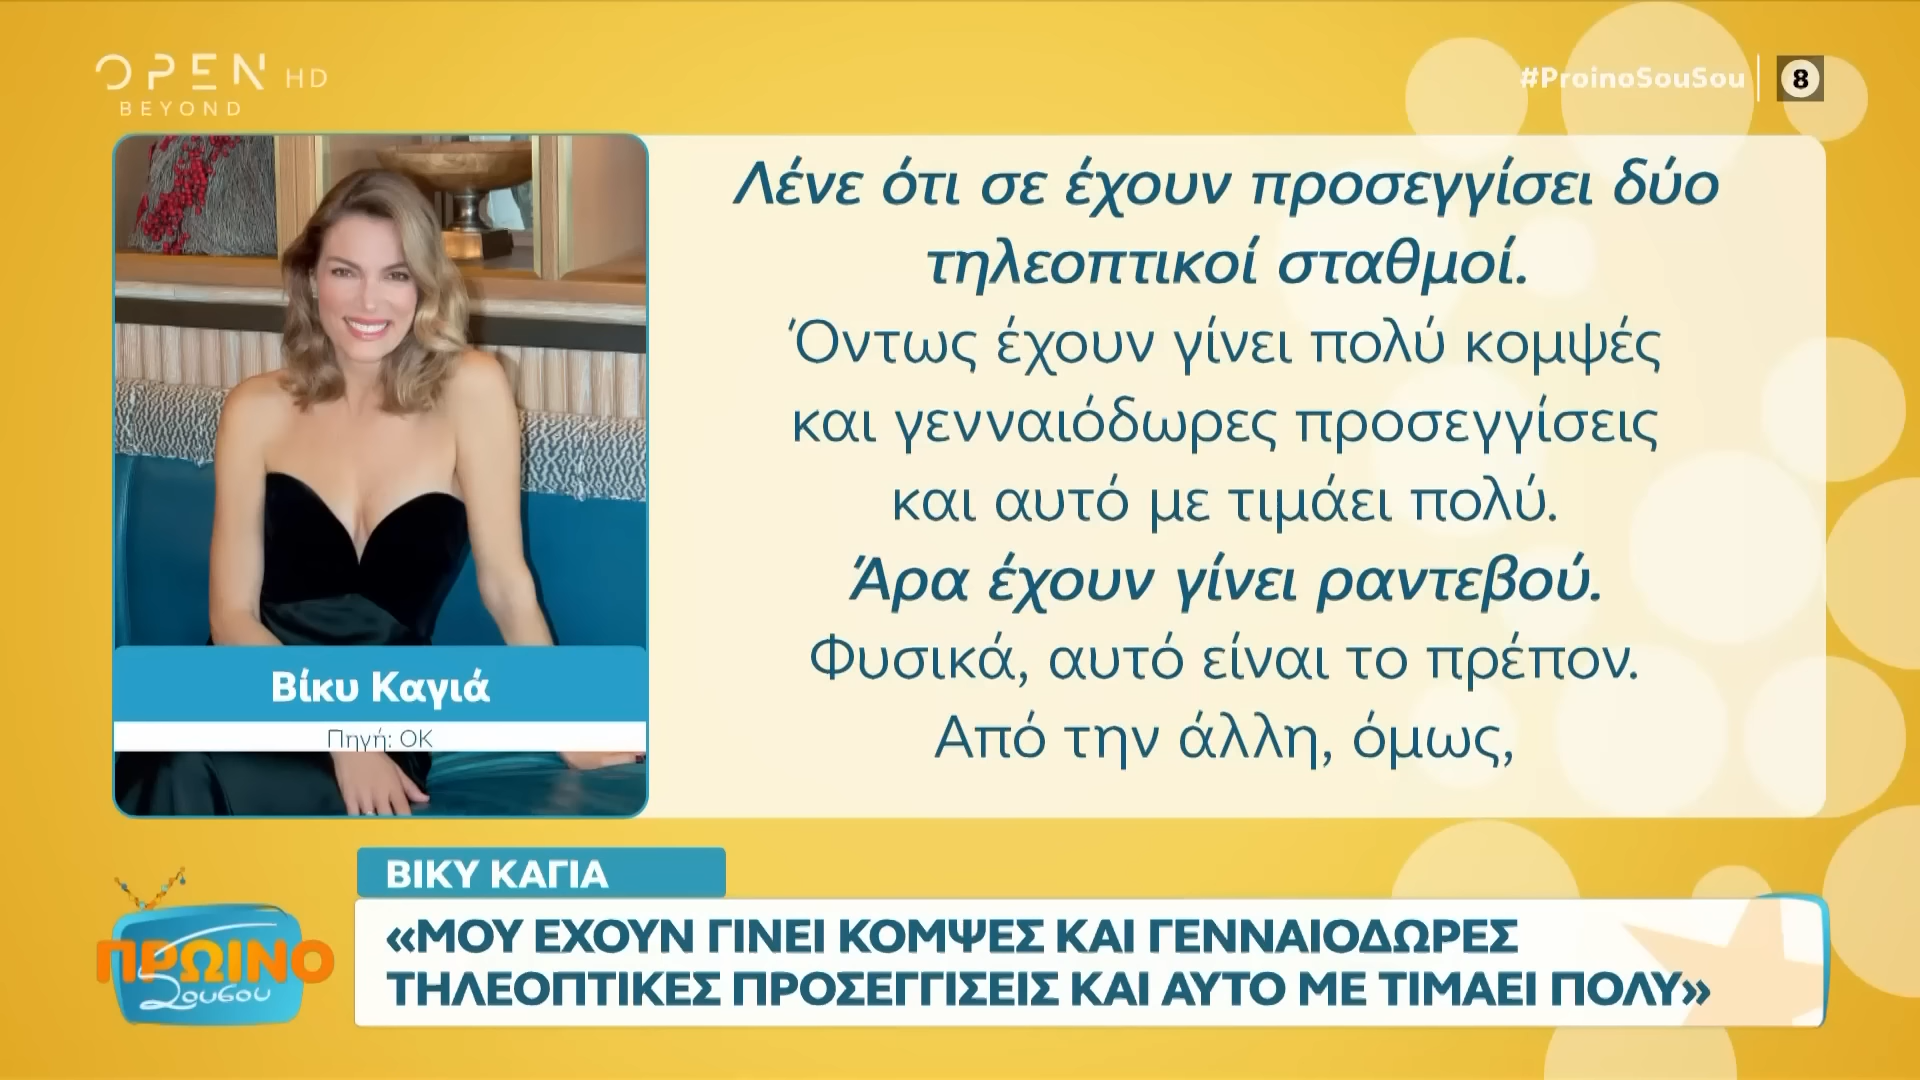 OPEN HD
BEYOND
#ProinoSouSou
8
Λένε ότι σε έχουν προσεγγίσει δύο
τηλεοπτικοί σταθμοί.
Όντως έχουν γίνει πολύ κομψές
και γενναιόδωρες προσεγγίσεις
και αυτό με τιμάει πολύ.
Άρα έχουν γίνει ραντεβού.
Φυσικά, αυτό είναι το πρέπον.
Από την άλλη, όμως,
Βίκυ Καγιά
Πηγή: ΟΚ
ΒΙΚΥ ΚΑΓΙΑ
«ΜΟΥ ΕΧΟΥΝ ΓΙΝΕΙ ΚΟΜΨΕΣ ΚΑΙ ΓΕΝΝΑΙΟΔΩΡΕΣ
ΤΗΛΕΟΠΤΙΚΕΣ ΠΡΟΣΕΓΓΙΣΕΙΣ ΚΑΙ ΑΥΤΟ ΜΕ ΤΙΜΑΕΙ ΠΟΛΥ»
ΠΡΩΙΝΟ
Σουσου